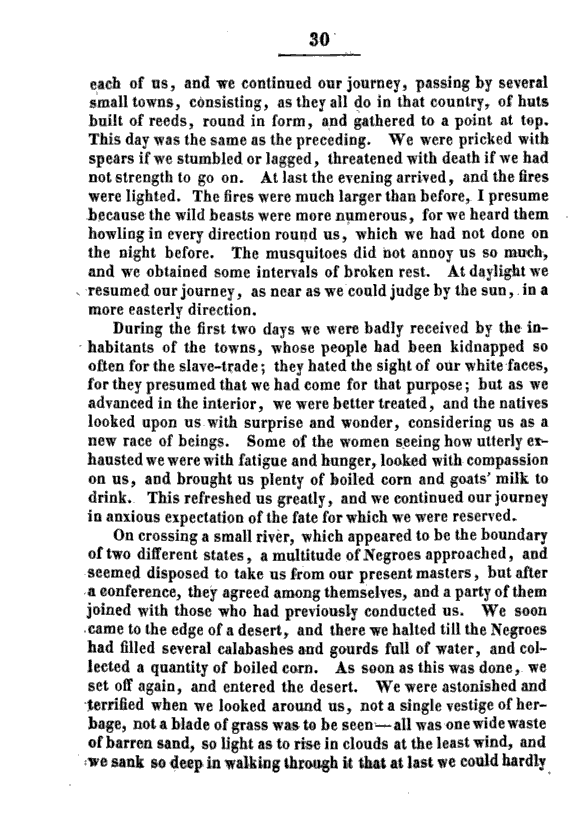 30
each of us, and we continued our journey, passing by several
small towns, consisting, as they all do in that country, of huts
built of reeds, round in form, and gathered to a point at top.
This day was the same as the preceding. We were pricked with
spears if we stumbled or lagged, threatened with death if we had
not strength to go on. At last the evening arrived, and the fires
were lighted. The fires were much larger than before, I presume
because the wild beasts were more numerous, for we heard them
howling in every direction round us, which we had not done on
the night before. The musquitoes did not annoy us so much,
and we obtained some intervals of broken rest. At daylight we
resumed our journey, as near as we could judge by the sun, in a
more easterly direction.
During the first two days we were badly received by the in-
habitants of the towns, whose people had been kidnapped so
often for the slave-trade; they hated the sight of our white faces,
for they presumed that we had come for that purpose; but as we
advanced in the interior, we were better treated, and the natives
looked upon us with surprise and wonder, considering us as a
new race of beings. Some of the women seeing how utterly ex-
hausted we were with fatigue and hunger, looked with compassion
on us, and brought us plenty of boiled corn and goats' milk to
drink. This refreshed us greatly, and we continued our journey
in anxious expectation of the fate for which we were reserved.
On crossing a small river, which appeared to be the boundary
of two different states, a multitude of Negroes approached, and
seemed disposed to take us from our present masters, but after
a conference, they agreed among themselves, and a party of them
joined with those who had previously conducted us. We soon
came to the edge of a desert, and there we halted till the Negroes
had filled several calabashes and gourds full of water, and col-
lected a quantity of boiled corn. As soon as this was done, we
set off again, and entered the desert. We were astonished and
terrified when we looked around us, not a single vestige of her-
bage, not a blade of grass was to be seen—all was one wide waste
of barren sand, so light as to rise in clouds at the least wind, and
we sank so deep in walking through it that at last we could hardly